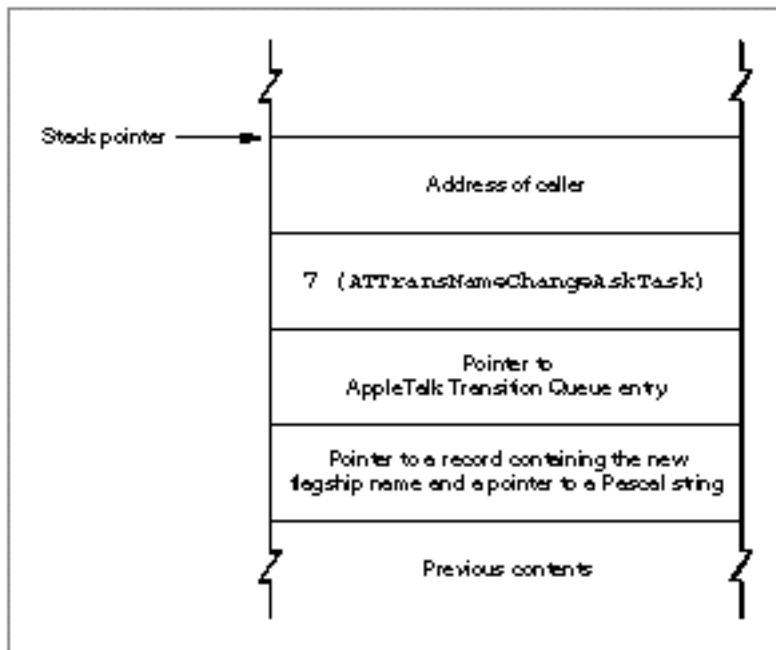 Stack pointer
Address of caller
7 (ATTransNameChangeAskTask)
Pointer to
AppleTalk Transition Queue entry
Pointer to a record containing the new
flagship name and a pointer to a Pascal string
Previous contents